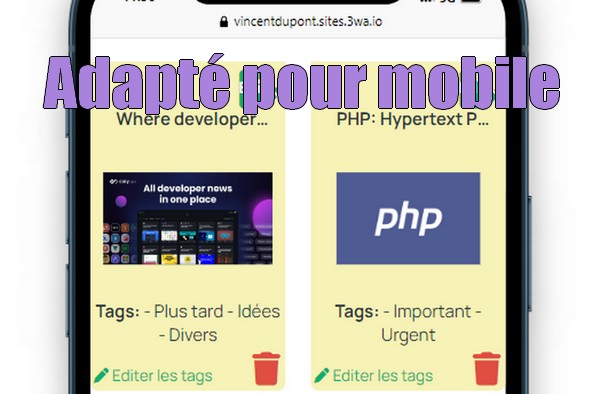 vincentdupont.sites.3wa.io
Adapté pour mobile
Where developer...
PHP: Hypertext P...
All developer news
in one place
php
Tags: - Plus tard - Idées
- Divers
Tags: - Important -
Urgent
Editer les tags
Editer les tags